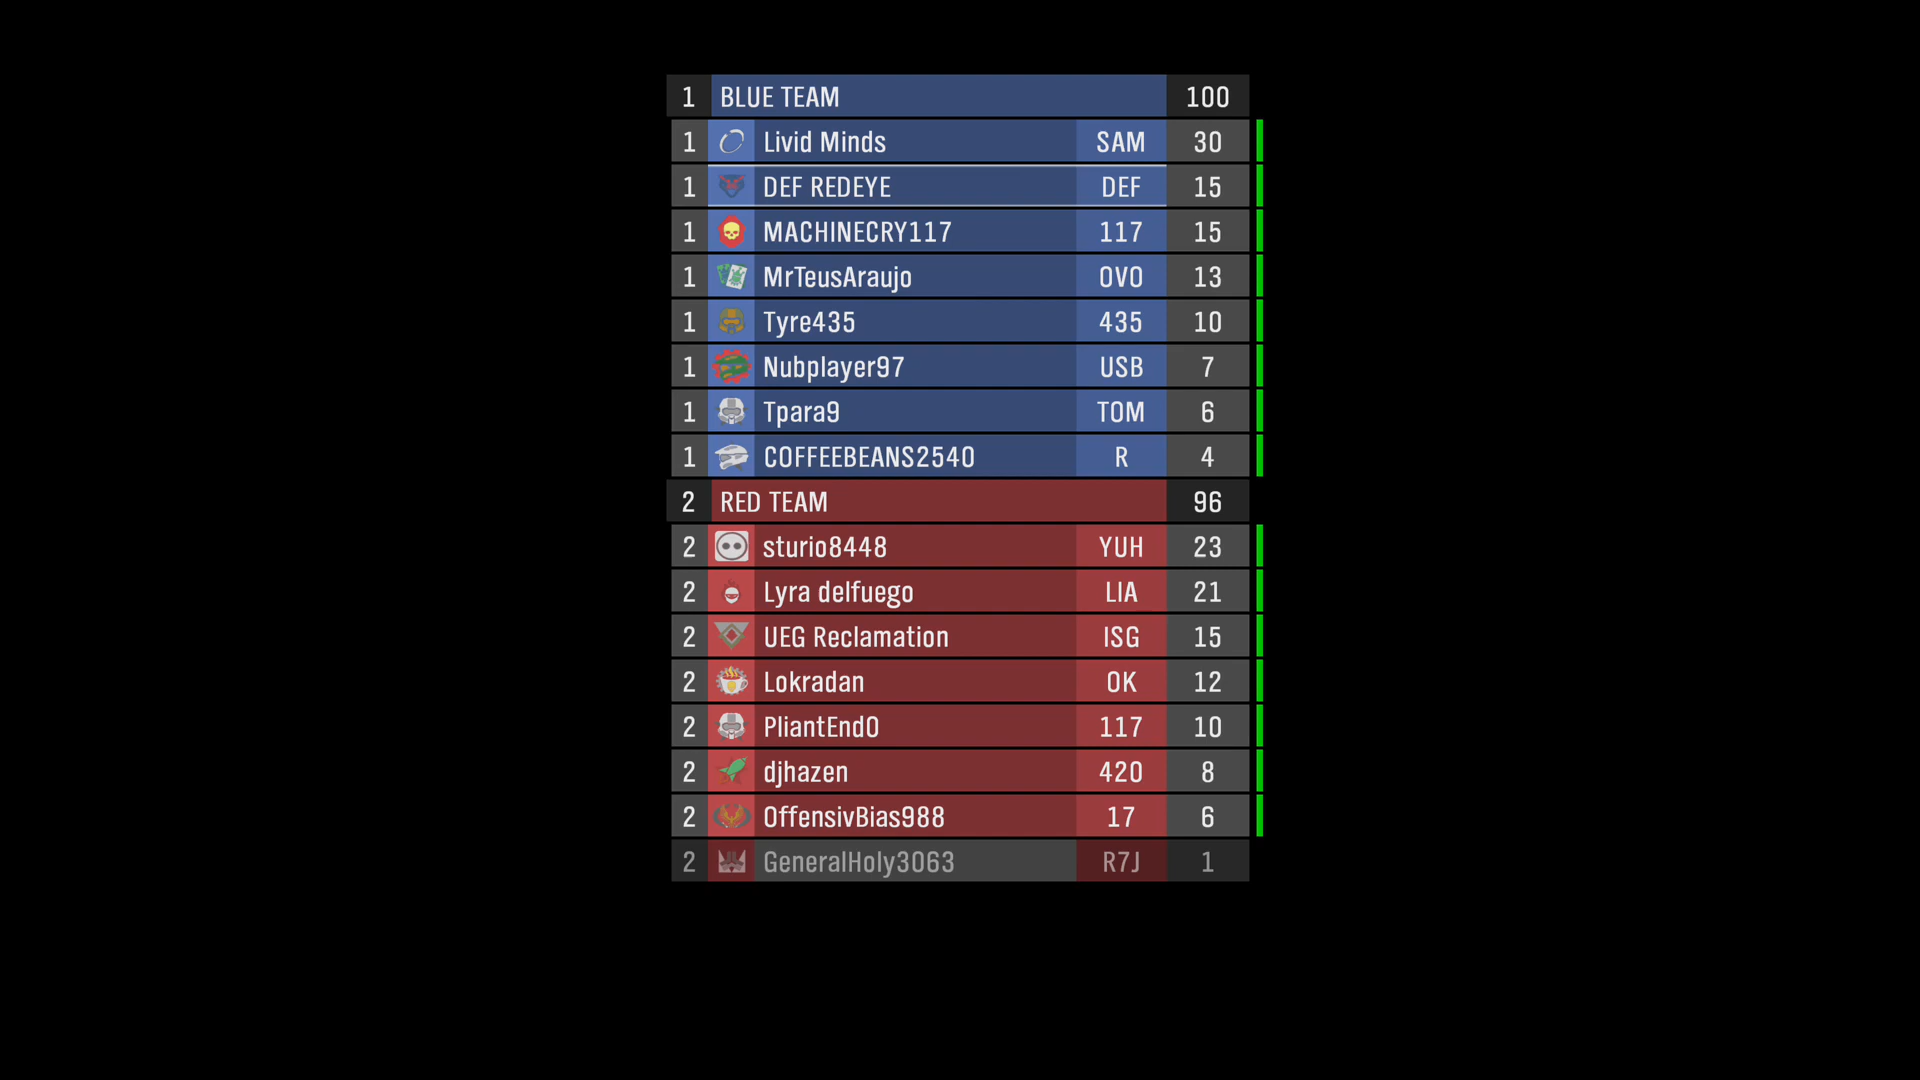 1 BLUE TEAM 100
1 Livid Minds SAM 30
1 DEF REDEYE DEF 15
1 MACHINECRY117 117 15
1 MrTeusAraujo OVO 13
1 Tyre435 435 10
1 Nubplayer97 USB 7
1 Tpara9 TOM 6
1 COFFEEBEANS2540 R 4
2 RED TEAM 96
2 sturio8448 YUH 23
2 Lyra delfuego LIA 21
2 UEG Reclamation ISG 15
2 Lokradan OK 12
2 PliantEnd0 117 10
2 djhazen 420 8
2 OffensivBias988 17 6
2 GeneralHoly3063 R7J 1